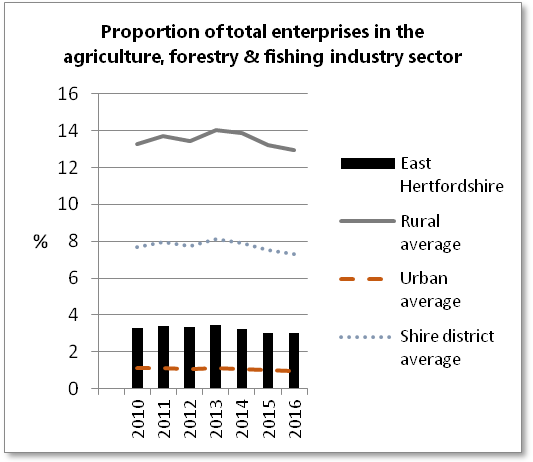 Proportion of total enterprises in the
agriculture, forestry & fishing industry sector
16
14
12
10
%
8
6
4
2
0
2010
2011
2012
2013
2014
2015
2016
East
Hertfordshire
Rural
average
Urban
average
Shire district
average